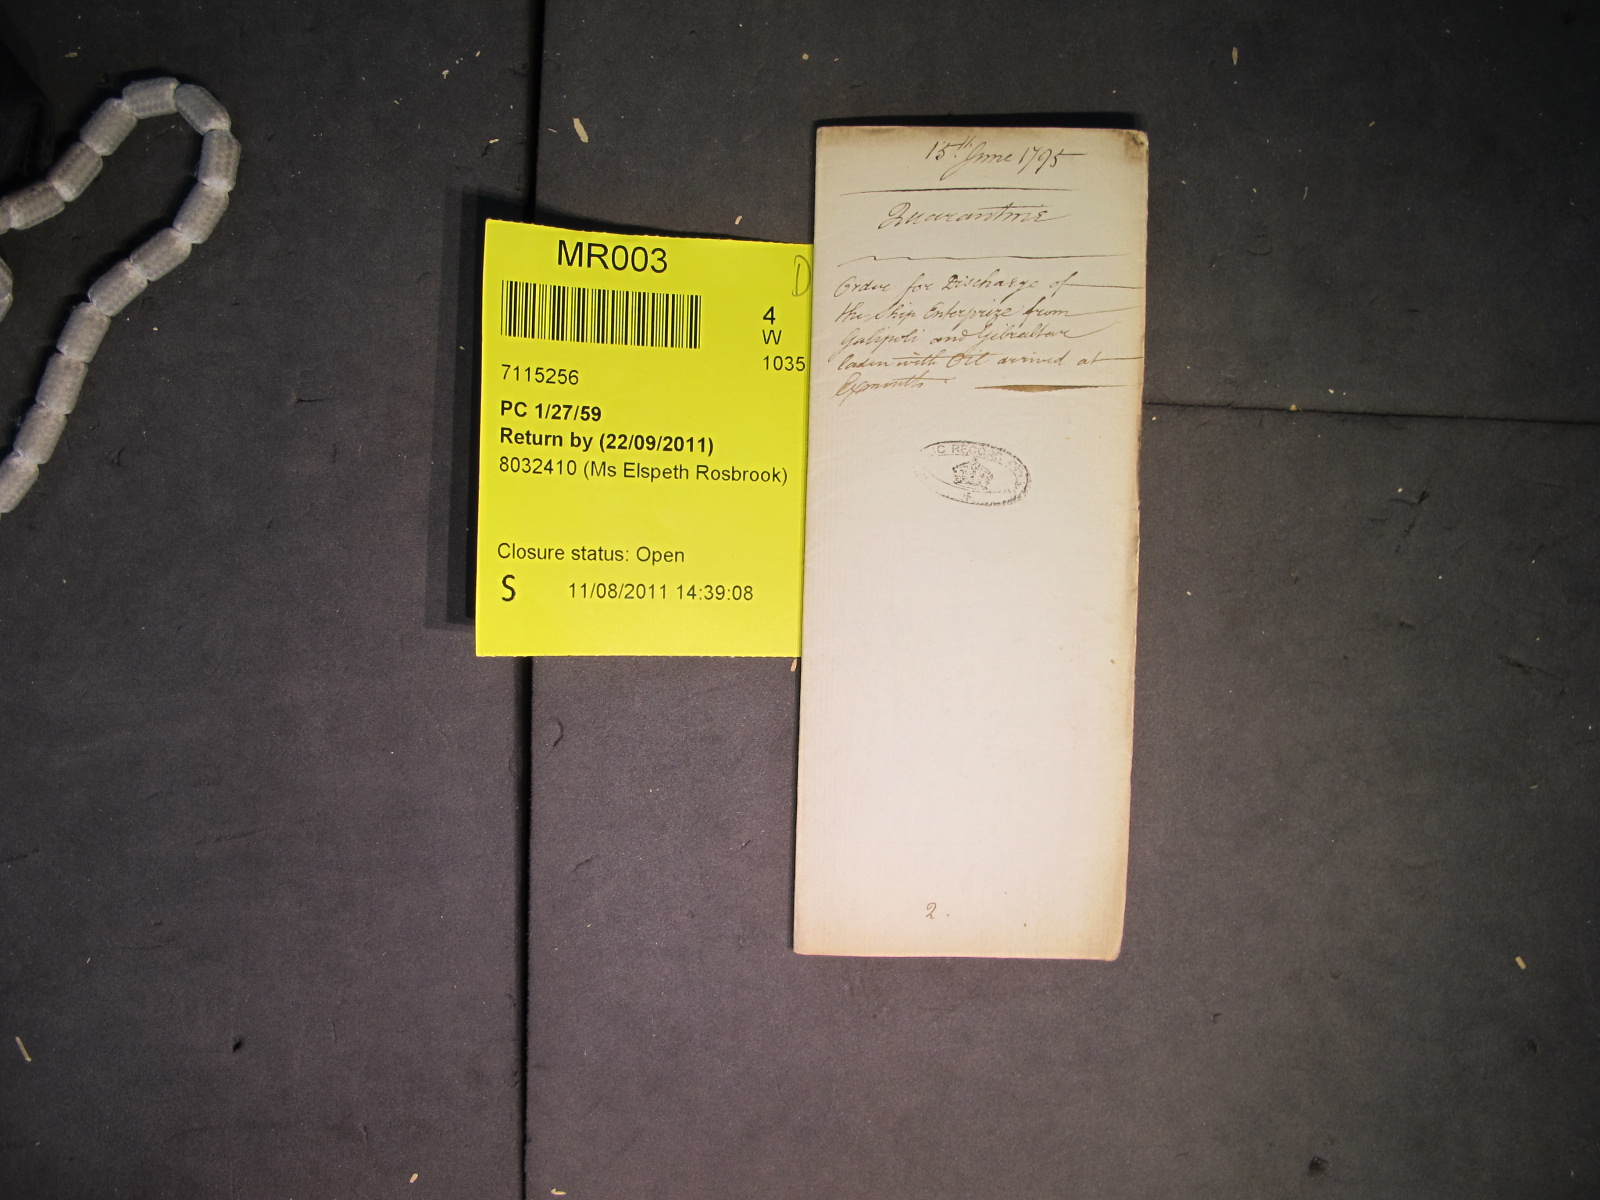 MR003
D
4
W
1035
7115256
PC 1/27/59
Return by (22/09/2011)
8032410 (Ms Elspeth Rosbrook)
Closure status: Open
S 11/08/2011 14:39:08
15th June 1795
Quarantine
Order for Discharge of
the Ship Enterprize from
Galipoli and Gibraltar
laden with Oil arrived at
Exmouth
RECORD
2.